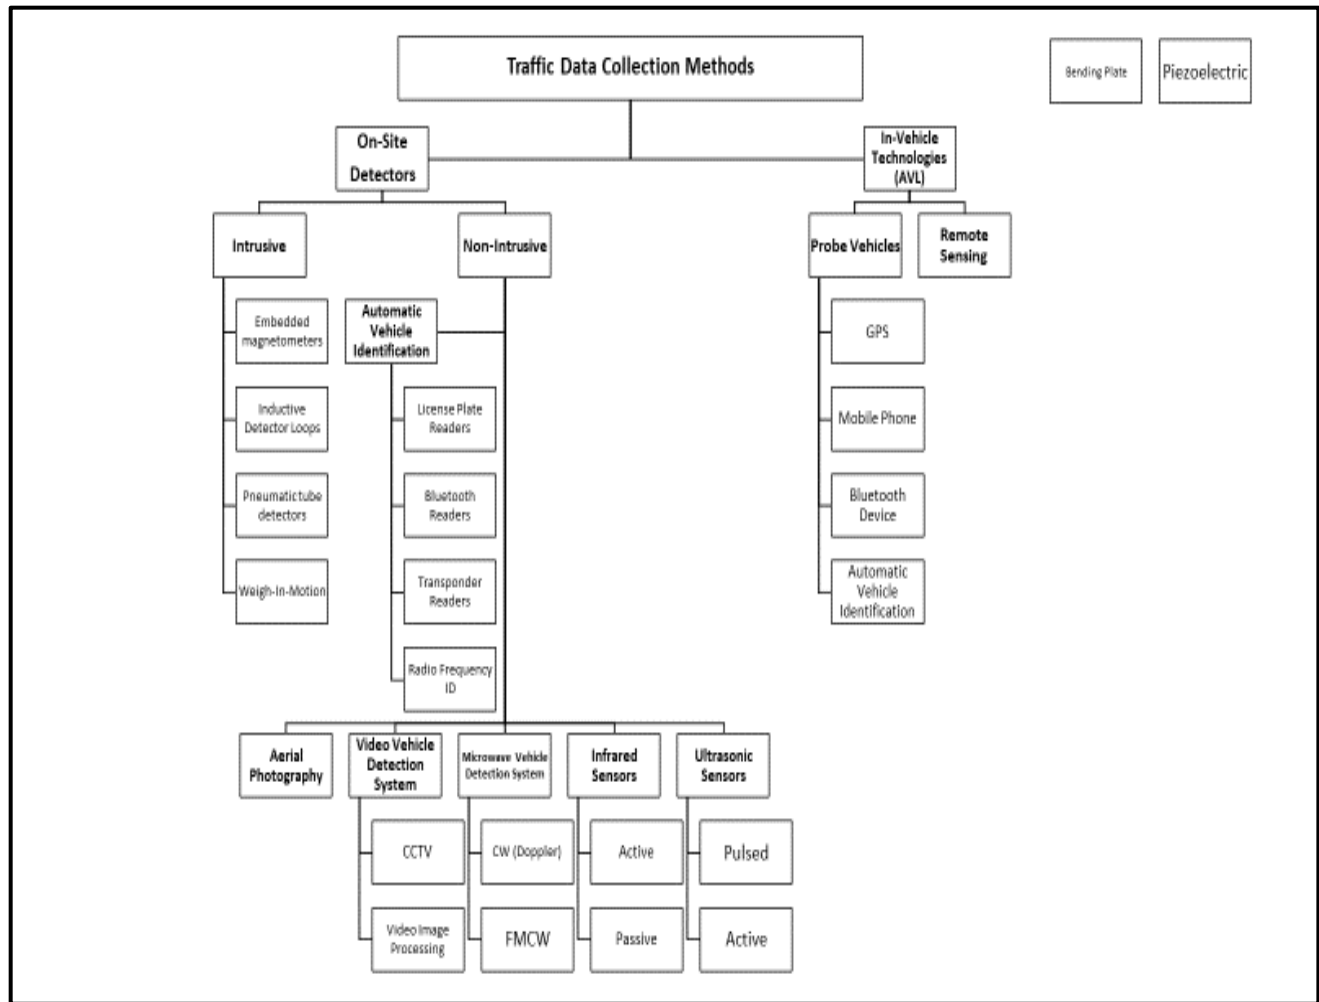 Traffic Data Collection Methods
Bending Plate
Piezoelectric
On-Site
Detectors
In-Vehicle
Technologies
(AVL)
Intrusive
Non-Intrusive
Probe Vehicles
Remote
Sensing
Embedded
magnetometers
Automatic
Vehicle
Identification
GPS
Inductive
Detector Loops
License Plate
Readers
Mobile Phone
Pneumatic tube
detectors
Bluetooth
Readers
Bluetooth
Device
Weigh-In-Motion
Transponder
Readers
Automatic
Vehicle
Identification
Radio Frequency
ID
Aerial
Photography
Video Vehicle
Detection
System
Microwave Vehicle
Detection System
Infrared
Sensors
Ultrasonic
Sensors
CCTV
CW (Doppler)
Active
Pulsed
Video Image
Processing
FMCW
Passive
Active